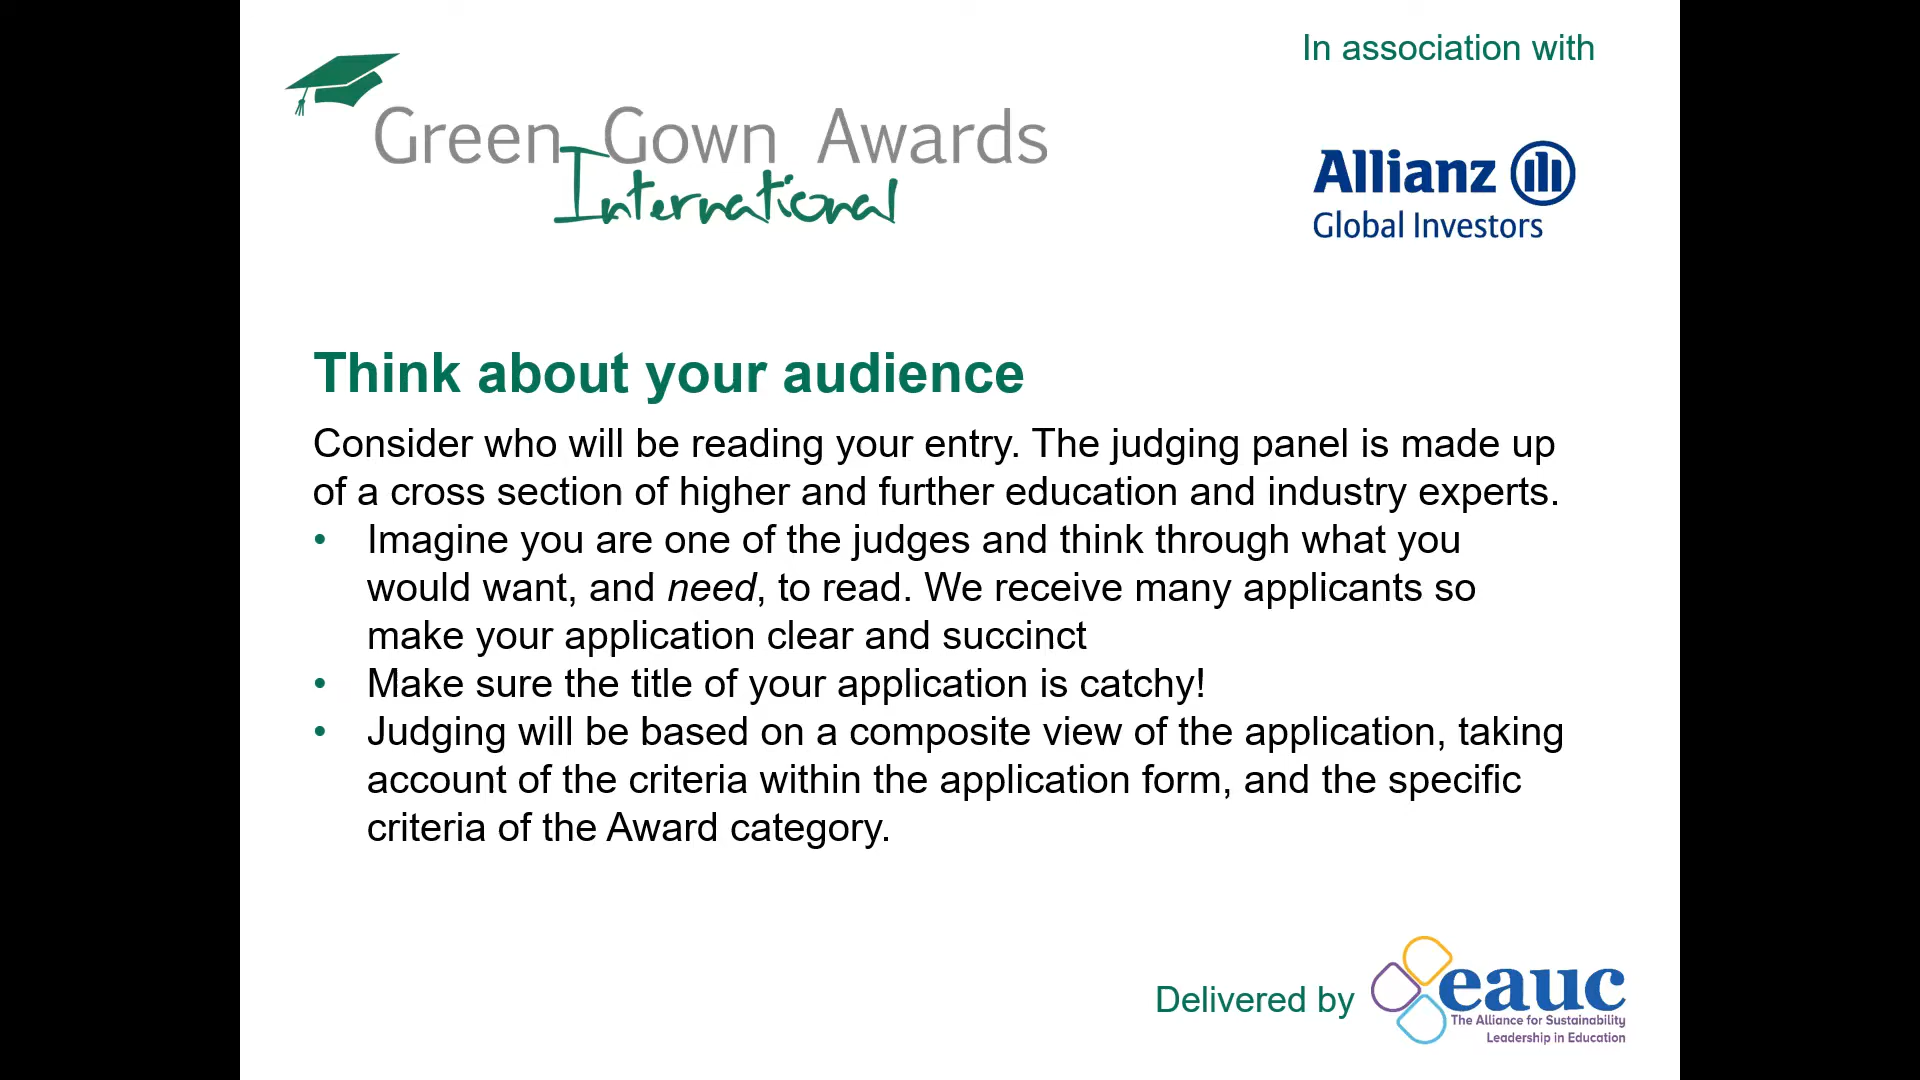 In association with
Green Gown Awards
International
Allianz
Global Investors
Think about your audience
Consider who will be reading your entry. The judging panel is made up
of a cross section of higher and further education and industry experts.
• Imagine you are one of the judges and think through what you
would want, and need, to read. We receive many applicants so
make your application clear and succinct
• Make sure the title of your application is catchy!
• Judging will be based on a composite view of the application, taking
account of the criteria within the application form, and the specific
criteria of the Award category.
Delivered by
eauc
The Alliance for Sustainability
Leadership in Education